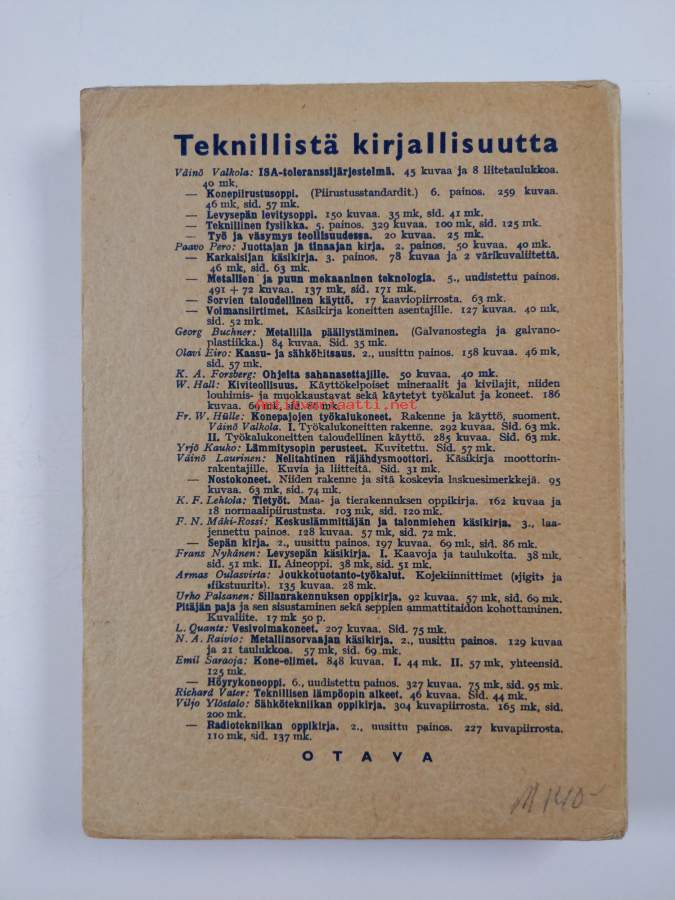 Teknillistä kirjallisuutta
Väinö Valkola: ISA-toleranssijärjestelmä. 45 kuvaa ja 8 liitetaulukkoa.
40 mk,
— Konepiirustusoppi. (Piirustusstandardit.) 6. painos. 259 kuvaa.
46 mk, sid. 57 mk.
— Levysepän levitysoppi. 150 kuvaa. 35 mk, sid. 41 mk.
— Teknillinen fysiikka. 5. painos. 329 kuvaa. 100 mk, sid. 125 mk.
— Työ ja väsymys teollisuudessa. 20 kuvaa. 25 mk.
Paavo Pero: Juottajan ja tinaajan kirja. 2. painos. 50 kuvaa. 40 mk.
— Karkaisijan käsikirja. 3. painos. 78 kuvaa ja 2 värikuvaliitettä.
46 mk, sid. 63 mk.
— Metallien ja puun mekaaninen teknologia. 5., uudistettu painos.
491 + 72 kuvaa. 137 mk, sid. 171 mk.
— Sorvien taloudellinen käyttö. 17 kaaviopiirrosta. 63 mk.
— Voimansiirtimet. Käsikirja koneitten asentajille. 127 kuvaa. 40 mk,
sid. 52 mk.
Georg Buchner: Metallilla päällystäminen. (Galvanostegia ja galvano-
plastiikka.) 84 kuvaa. Sid. 35 mk.
Olavi Eiro: Kaasu- ja sähköhitsaus. 2., uusittu painos. 158 kuvaa. 46 mk,
sid. 57 mk.
K. A. Forsberg: Ohjeita sahanasettajille. 50 kuvaa. 40 mk.
W. Hall: Kiviteollisuus. Käyttökelpoiset mineraalit ja kivilajit, niiden
louhimis- ja muokkaustavat sekä käytetyt työkalut ja koneet. 186
kuvaa. 69 mk, sid. 86 mk.
Fr. W. Hülle: Konepajojen työkalukoneet. Rakenne ja käyttö, suoment.
Väinö Valkola. I. Työkalukoneitten rakenne. 292 kuvaa. Sid. 63 mk.
II. Työkalukoneitten taloudellinen käyttö. 285 kuvaa. Sid. 63 mk.
Yrjö Kauko: Lämmitysopin perusteet. Kuvitettu. Sid. 57 mk.
Väinö Laurinen: Nelitahtinen räjähdysmoottori. Käsikirja moottorin-
rakentajille. Kuvia ja liitteitä. Sid. 31 mk.
— Nostokoneet. Niiden rakenne ja sitä koskevia laskuesimerkkejä. 95
kuvaa. 63 mk, sid. 74 mk.
K. F. Lehtola: Tietyöt. Maa- ja tierakennuksen oppikirja. 162 kuvaa ja
18 normaalipiirustusta. 103 mk, sid. 120 mk.
F. N. Mäki-Rossi: Keskuslämmittäjän ja talonmiehen käsikirja. 3., laa-
jennettu painos. 128 kuvaa. 57 mk, sid. 72 mk.
— Sepän kirja. 2., uusittu painos. 197 kuvaa. 69 mk, sid. 86 mk.
Frans Nykänen: Levysepän käsikirja. I. Kaavoja ja taulukoita. 38 mk,
sid. 51 mk. II. Aineoppi. 38 mk, sid. 51 mk.
Armas Oulasvirta: Joukkotuotanto-työkalut. Kojekiinnittimet (»jigit» ja
»fikstuurit»). 135 kuvaa. 28 mk.
Urho Palsanen: Sillanrakennuksen oppikirja. 92 kuvaa. 57 mk, sid. 69 mk.
Pitäjän paja ja sen sisustaminen sekä seppien ammattitaidon kohottaminen.
Kuvaliite. 17 mk 50 p.
L. Quantz: Vesivoimakoneet. 207 kuvaa. Sid. 75 mk.
N. A. Raivio: Metallinsorvaajan käsikirja. 2., uusittu painos. 129 kuvaa
ja 21 taulukkoa. 57 mk, sid. 69 mk.
Emil Saraoja: Kone-elimet. 848 kuvaa. I. 44 mk. II. 57 mk, yhteensid.
125 mk.
— Höyrykoneoppi. 6., uudistettu painos. 327 kuvaa. 75 mk, sid. 95 mk.
Richard Vater: Teknillisen lämpöopin alkeet. 46 kuvaa. Sid. 44 mk.
Viljo Ylöstalo: Sähkötekniikan oppikirja. 304 kuvapiirrosta. 165 mk, sid.
200 mk.
— Radiotekniikan oppikirja. 2., uusittu painos. 227 kuvapiirrosta.
110 mk, sid. 137 mk.
OTAVA
140-